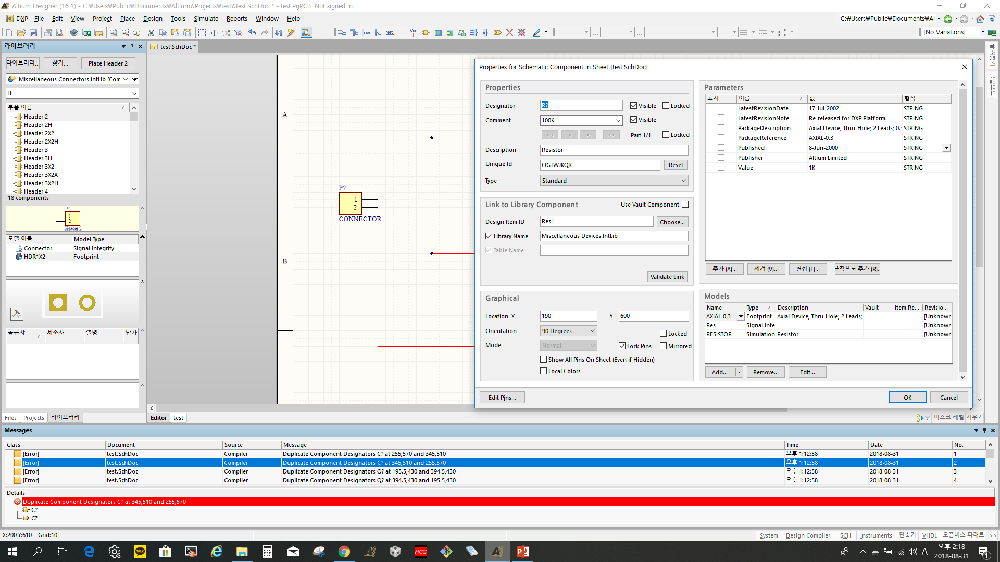 Altium Designer (16.1) - C:₩Users₩Public₩Documents₩Altium₩Projects₩test₩test.SchDoc * - test.PrjPCB. Not signed in.
DXP File Edit View Project Place Design Tools Simulate Reports Window Help
C:₩Users₩Public₩Documents₩Al
Net Vcc D1 ... ... [No Variations]
라이브러리
test.SchDoc *
즐겨찾기
클립보드
라이브러리... 찾기... Place Header 2
Miscellaneous Connectors.IntLib [Com
H
부품 이름
Header 2
Header 2H
Header 2X2
Header 2X2H
Header 3
Header 3H
Header 3X2
Header 3X2A
Header 3X2H
Header 4
18 components
P?
1
2
Header 2
모델 이름 Model Type
Connector Signal Integrity
HDR1X2 Footprint
공급자 제조사 설명 단가
Files Projects 라이브러리
A
B
P?
1
2
CONNECTOR
Editor test
마스크 레벨 지우기
Properties for Schematic Component in Sheet [test.SchDoc]
Properties
Designator R? Visible Locked
Comment 100K Visible
<< < > >> Part 1/1 Locked
Description Resistor
Unique Id OGTWJKQR Reset
Type Standard
Link to Library Component Use Vault Component
Design Item ID Res1 Choose...
Library Name Miscellaneous Devices.IntLib
Table Name
Validate Link
Graphical
Location X 190 Y 600
Orientation 90 Degrees Locked
Mode Normal Lock Pins Mirrored
Show All Pins On Sheet (Even if Hidden)
Local Colors
Parameters
표시 이름 값 형식
LatestRevisionDate 17-Jul-2002 STRING
LatestRevisionNote Re-released for DXP Platform. STRING
PackageDescription Axial Device, Thru-Hole; 2 Leads; 0.3 STRING
PackageReference AXIAL-0.3 STRING
Published 8-Jun-2000 STRING
Publisher Altium Limited STRING
Value 1K STRING
추가 (A)... 제거 (V)... 편집 (E)... 규칙으로 추가 (R).
Models
Name Type Description Vault Item Re... Revisio...
AXIAL-0.3 Footprint Axial Device, Thru-Hole; 2 Leads; [Unknowr
Res Signal Inte [Unknowr
RESISTOR Simulation Resistor [Unknowr
Add... Remove... Edit...
Edit Pins... OK Cancel
Messages
Class Document Source Message Time Date No.
[Error] test.SchDoc Compiler Duplicate Component Designators C? at 255,570 and 345,510 오후 1:12:58 2018-08-31 1
[Error] test.SchDoc Compiler Duplicate Component Designators C? at 345,510 and 255,570 오후 1:12:58 2018-08-31 2
[Error] test.SchDoc Compiler Duplicate Component Designators Q? at 195.5,430 and 394.5,430 오후 1:12:58 2018-08-31 3
[Error] test.SchDoc Compiler Duplicate Component Designators Q? at 394.5,430 and 195.5,430 오후 1:12:58 2018-08-31 4
Details
Duplicate Component Designators C? at 345,510 and 255,570
C?
C?
X:200 Y:610 Grid:10
System Design Compiler SCH Instruments 단축키 VHDL 오픈버스 파래트 >>
TALK 16 HCG 16 A 오후 2:18
2018-08-31
1